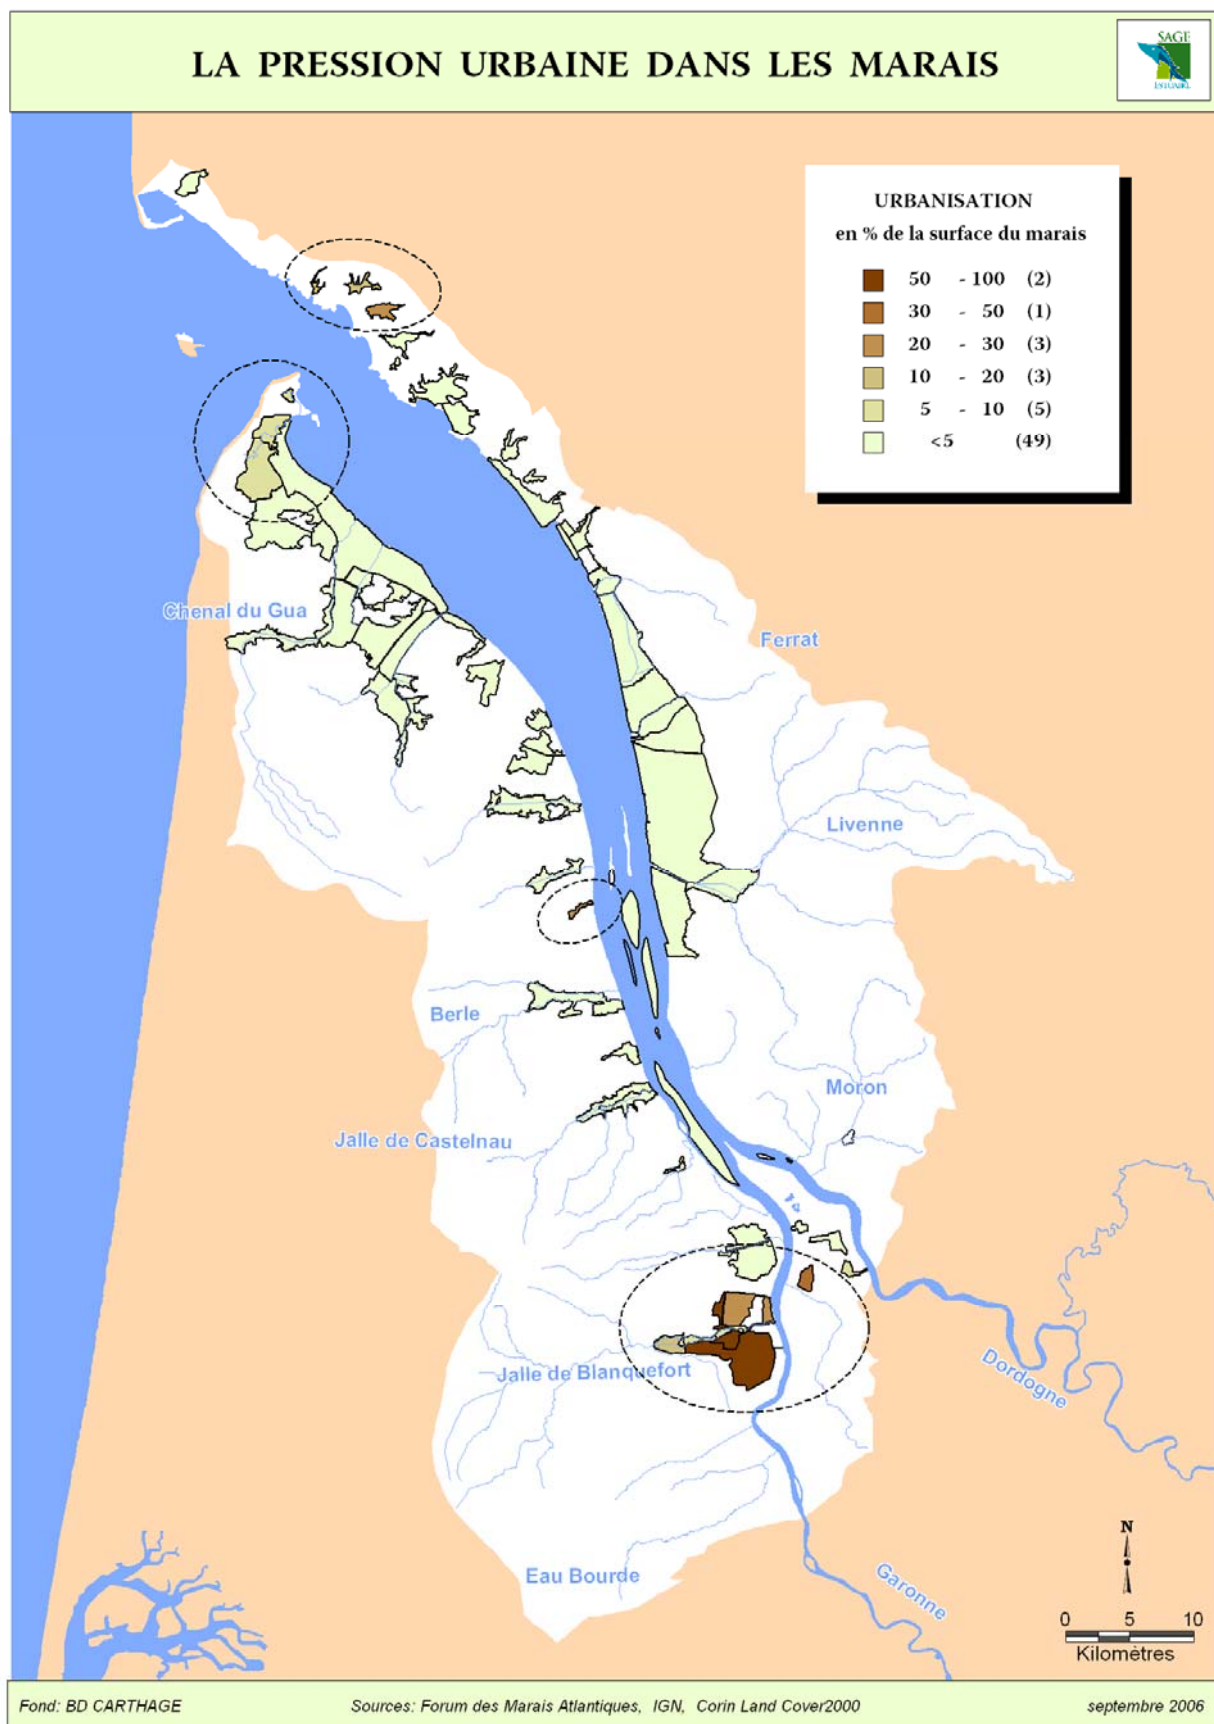 LA PRESSION URBAINE DANS LES MARAIS
SAGE
ESTUAIRE
URBANISATION
en % de la surface du marais
50 - 100 (2)
30 - 50 (1)
20 - 30 (3)
10 - 20 (3)
5 - 10 (5)
<5 (49)
Chenal du Gua
Ferrat
Livenne
Berle
Moron
Jalle de Castelnau
Jalle de Blanquefort
Dordogne
Eau Bourde
Garonne
N
0 5 10
Kilomètres
Fond: BD CARTHAGE
Sources: Forum des Marais Atlantiques, IGN, Corin Land Cover2000
septembre 2006